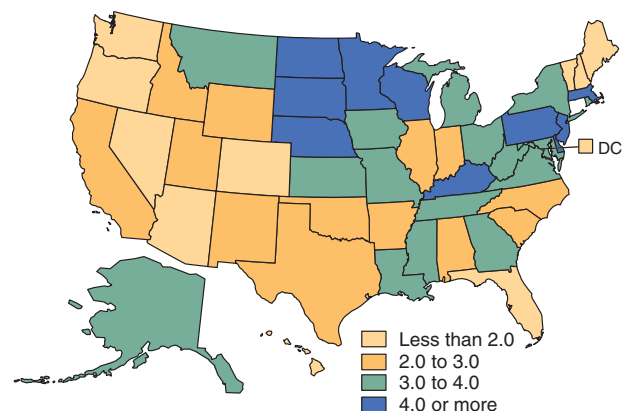 DC
Less than 2.0
2.0 to 3.0
3.0 to 4.0
4.0 or more